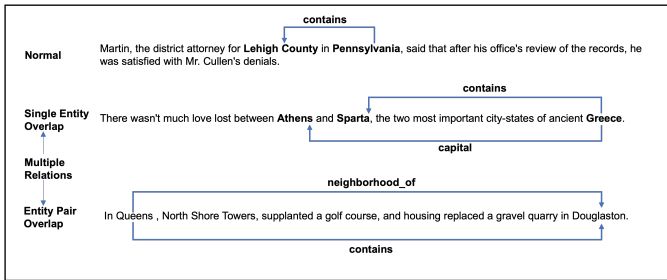 contains
Normal
Martin, the district attorney for Lehigh County in Pennsylvania, said that after his office's review of the records, he
was satisfied with Mr. Cullen's denials.
contains
Single Entity
Overlap
There wasn't much love lost between Athens and Sparta, the two most important city-states of ancient Greece.
capital
Multiple
Relations
neighborhood_of
Entity Pair
Overlap
In Queens , North Shore Towers, supplanted a golf course, and housing replaced a gravel quarry in Douglaston.
contains